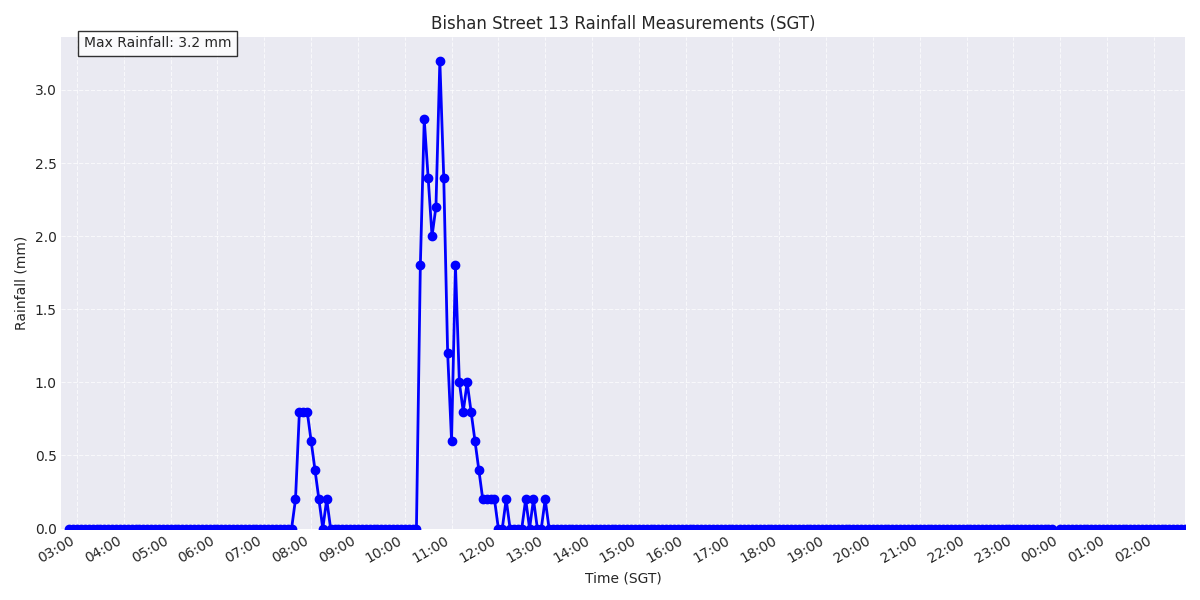 Bishan Street 13 Rainfall Measurements (SGT)
Max Rainfall: 3.2 mm
Rainfall (mm)
3.0
2.5
2.0
1.5
1.0
0.5
0.0
03:00 04:00 05:00 06:00 07:00 08:00 09:00 10:00 11:00 12:00 13:00 14:00 15:00 16:00 17:00 18:00 19:00 20:00 21:00 22:00 23:00 00:00 01:00 02:00
Time (SGT)